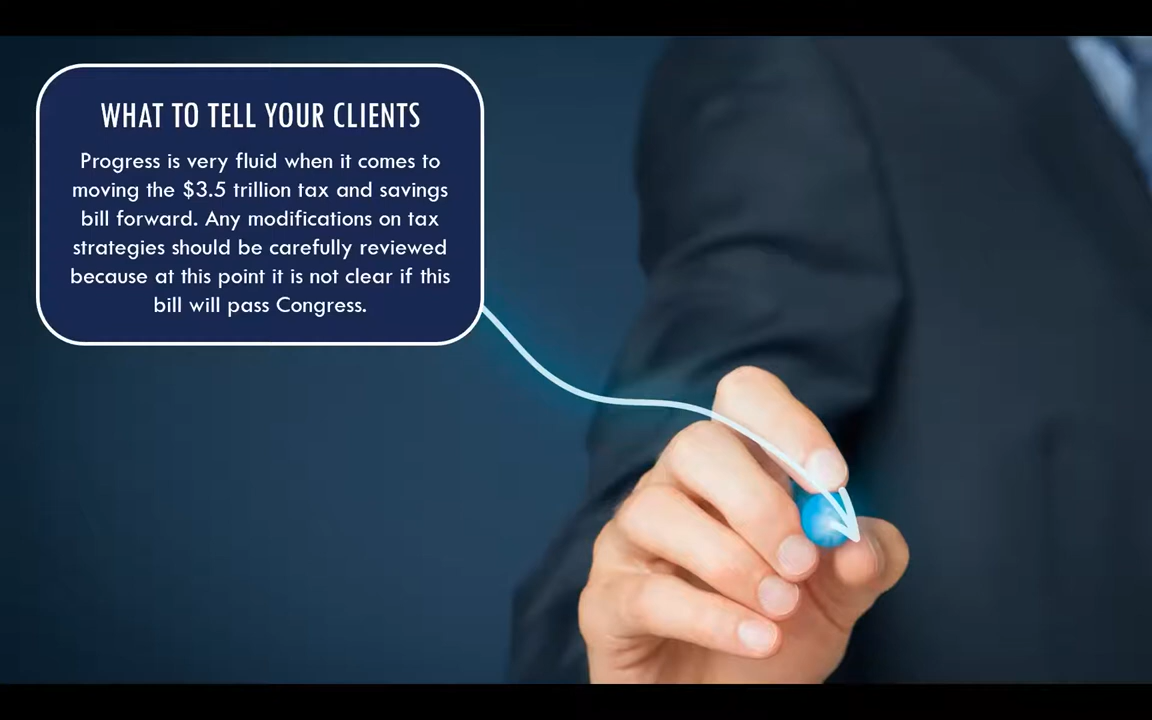 WHAT TO TELL YOUR CLIENTS
Progress is very fluid when it comes to
moving the $3.5 trillion tax and savings
bill forward. Any modifications on tax
strategies should be carefully reviewed
because at this point it is not clear if this
bill will pass Congress.